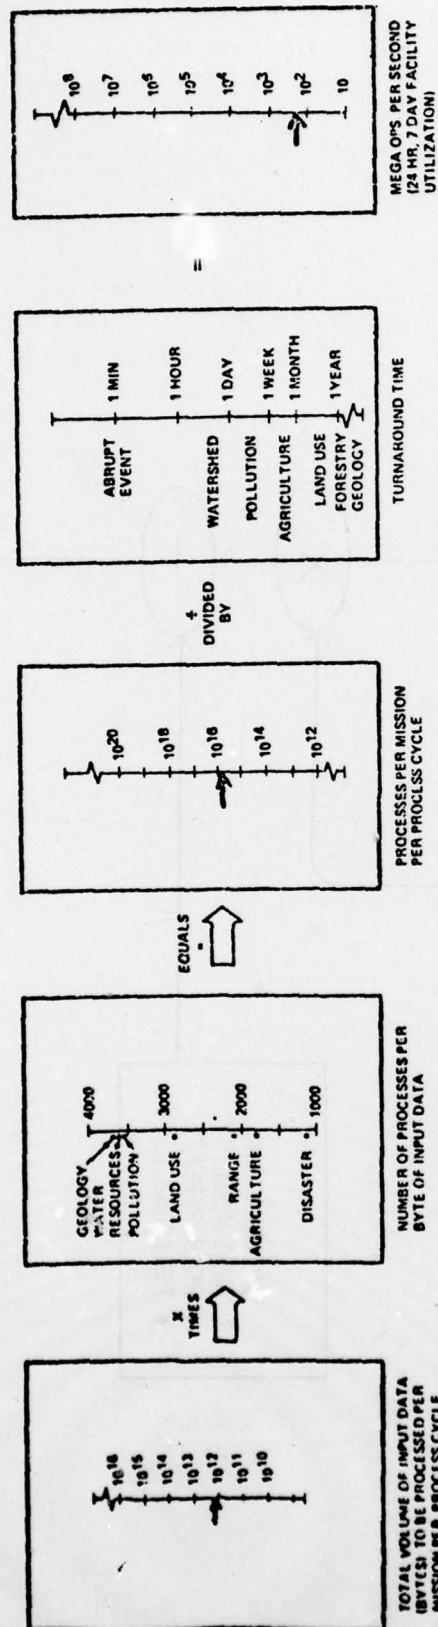 10^16
10^15
10^14
10^13
10^12
10^11
10^10
TOTAL VOLUME OF INPUT DATA
(BYTES) TO BE PROCESSED PER
MISSION PER PROCESS CYCLE
X
TIMES
4000
3000
2000
1000
GEOLOGY
WATER
RESOURCES
POLLUTION
LAND USE
RANGE
AGRICULTURE
DISASTER
NUMBER OF PROCESSES PER
BYTE OF INPUT DATA
EQUALS
10^20
10^18
10^16
10^14
10^12
PROCESSES PER MISSION
PER PROCESS CYCLE
÷
DIVIDED
BY
ABRUPT
EVENT
WATERSHED
POLLUTION
AGRICULTURE
LAND USE
FORESTRY
GEOLOGY
1 MIN
1 HOUR
1 DAY
1 WEEK
1 MONTH
1 YEAR
TURNAROUND TIME
=
10^8
10^7
10^6
10^5
10^4
10^3
10^2
10
MEGA OPS PER SECOND
(24 HR, 7 DAY FACILITY
UTILIZATION)